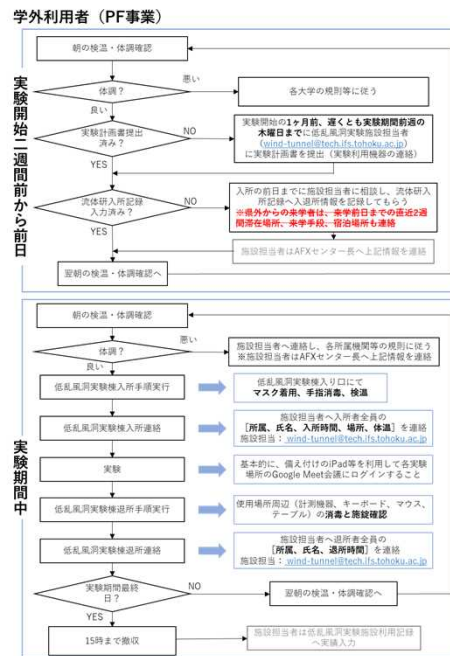 学外利用者（PF事業）
実験開始二週間前から前日
朝の検温・体調確認
体調？
悪い
各大学の規則等に従う
良い
実験計画書提出
済み？
NO
実験開始の1ヶ月前、遅くとも実験期間前週の
木曜日までに低乱風洞実験施設担当者
(wind-tunnel@tech.ifs.tohoku.ac.jp)
に実験計画書を提出（実験利用機器の連絡）
YES
流体研入所記録
入力済み？
NO
入所の前日までに施設担当者に相談し、流体研入
所記録へ入退所情報を記録してもらう
※県外からの来学者は、来学前日までの直近2週
間滞在場所、来学手段、宿泊場所も連絡
YES
施設担当者はAFXセンター長へ上記情報を連絡
翌朝の検温・体調確認へ
実験期間中
朝の検温・体調確認
体調？
悪い
施設担当者へ連絡し、各所属機関等の規則に従う
※施設担当者はAFXセンター長へ上記情報を連絡
良い
低乱風洞実験棟入所手順実行
低乱風洞実験棟入り口にて
マスク着用、手指消毒、検温
低乱風洞実験棟入所連絡
施設担当者へ入所者全員の
［所属、氏名、入所時間、場所、体温］を連絡
施設担当： wind-tunnel@tech.ifs.tohoku.ac.jp
実験
基本的に、備え付けのiPad等を利用して各実験
場所のGoogle Meet会議にログインすること
低乱風洞実験棟退所手順実行
使用場所周辺（計測機器、キーボード、マウス、
テーブル）の消毒と施錠確認
低乱風洞実験棟退所連絡
施設担当者へ退所者全員の
［所属、氏名、退所時間］を連絡
施設担当： wind-tunnel@tech.ifs.tohoku.ac.jp
実験期間最終
日？
NO
翌朝の検温・体調確認へ
YES
15時まで撤収
施設担当者は低乱風洞実験施設利用記録
へ実績入力